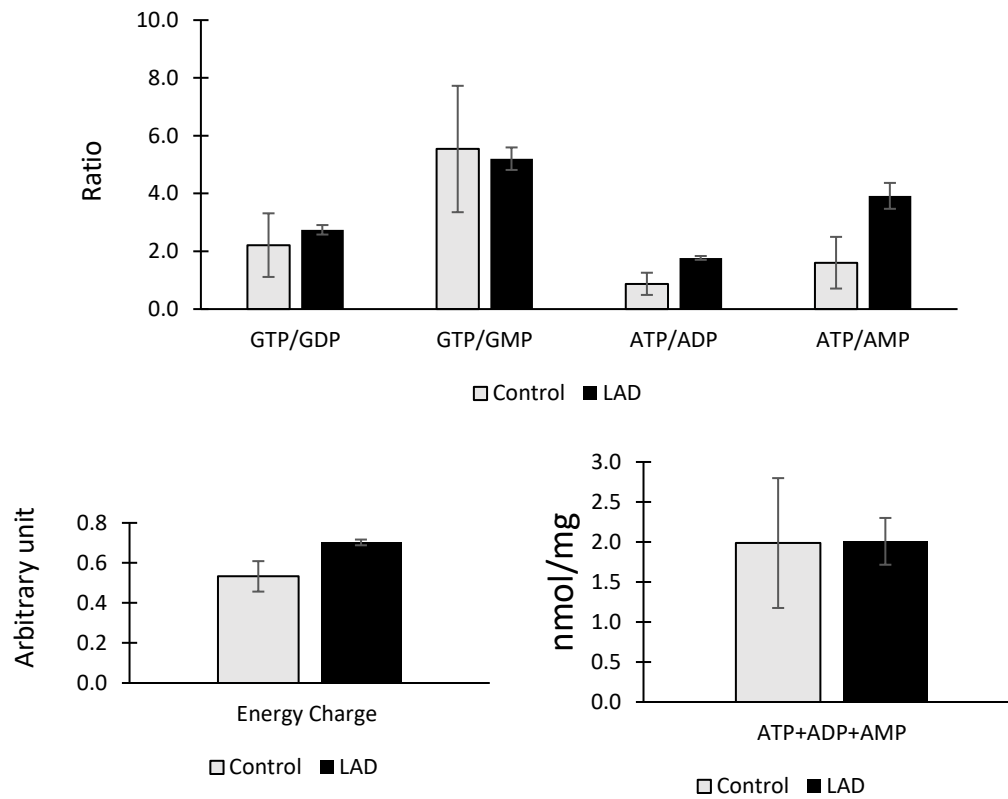 10.0
8.0
6.0
4.0
2.0
0.0
Ratio
GTP/GDP GTP/GMP ATP/ADP ATP/AMP
Control LAD
0.8
0.6
0.4
0.2
0.0
Arbitrary unit
Energy Charge
Control LAD
3.0
2.5
2.0
1.5
1.0
0.5
0.0
nmol/mg
ATP+ADP+AMP
Control LAD